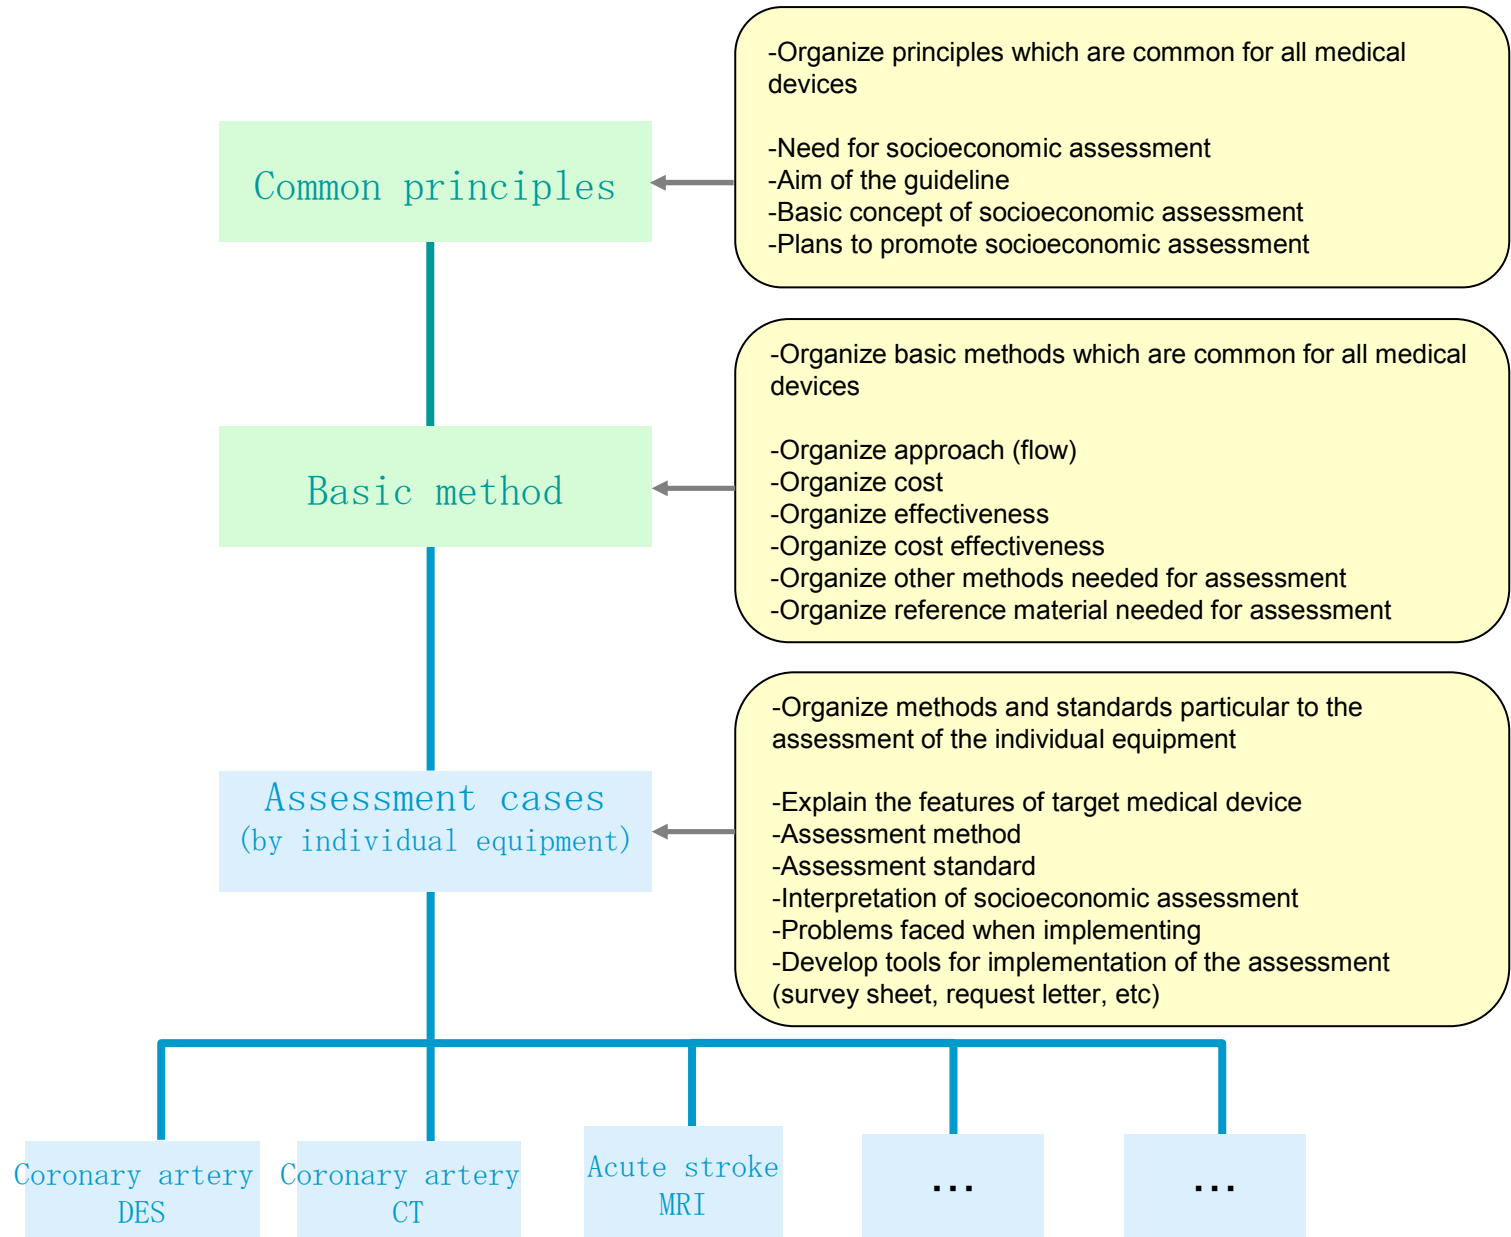 -Organize principles which are common for all medical
devices
-Need for socioeconomic assessment
-Aim of the guideline
-Basic concept of socioeconomic assessment
-Plans to promote socioeconomic assessment
Common principles
-Organize basic methods which are common for all medical
devices
-Organize approach (flow)
-Organize cost
-Organize effectiveness
-Organize cost effectiveness
-Organize other methods needed for assessment
-Organize reference material needed for assessment
Basic method
-Organize methods and standards particular to the
assessment of the individual equipment
-Explain the features of target medical device
-Assessment method
-Assessment standard
-Interpretation of socioeconomic assessment
-Problems faced when implementing
-Develop tools for implementation of the assessment
(survey sheet, request letter, etc)
Assessment cases
(by individual equipment)
Coronary artery
DES
Coronary artery
CT
Acute stroke
MRI
...
...